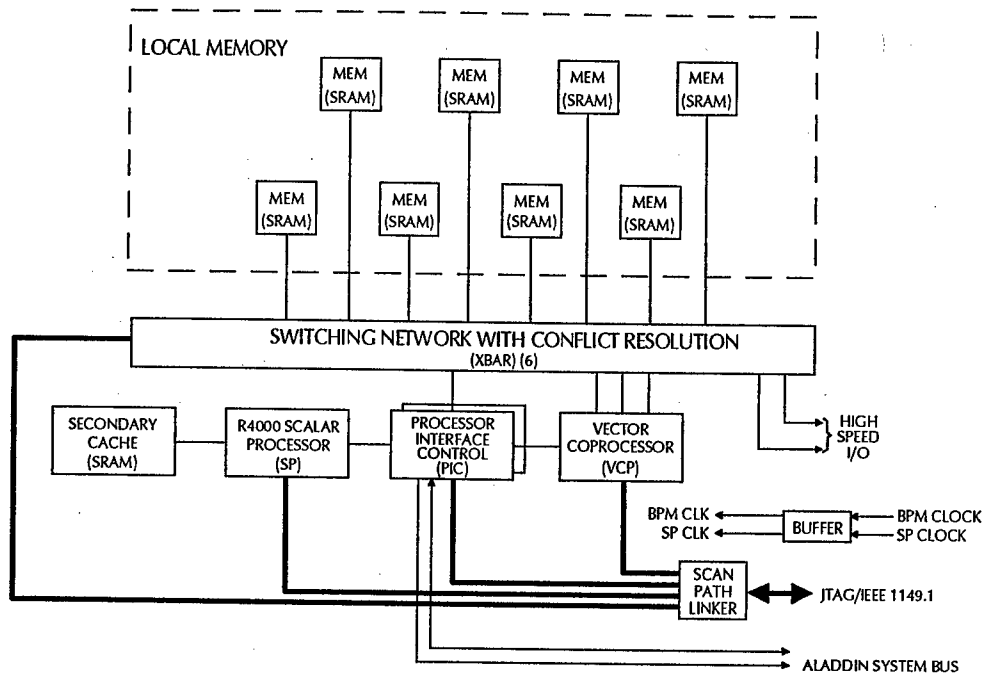 LOCAL MEMORY
MEM
(SRAM)
MEM
(SRAM)
MEM
(SRAM)
MEM
(SRAM)
MEM
(SRAM)
MEM
(SRAM)
MEM
(SRAM)
MEM
(SRAM)
SWITCHING NETWORK WITH CONFLICT RESOLUTION
(XBAR) (6)
SECONDARY
CACHE
(SRAM)
R4000 SCALAR
PROCESSOR
(SP)
PROCESSOR
INTERFACE
CONTROL
(PIC)
VECTOR
COPROCESSOR
(VCP)
HIGH
SPEED
I/O
BPM CLK
SP CLK
BUFFER
BPM CLOCK
SP CLOCK
SCAN
PATH
LINKER
JTAG/IEEE 1149.1
ALADDIN SYSTEM BUS